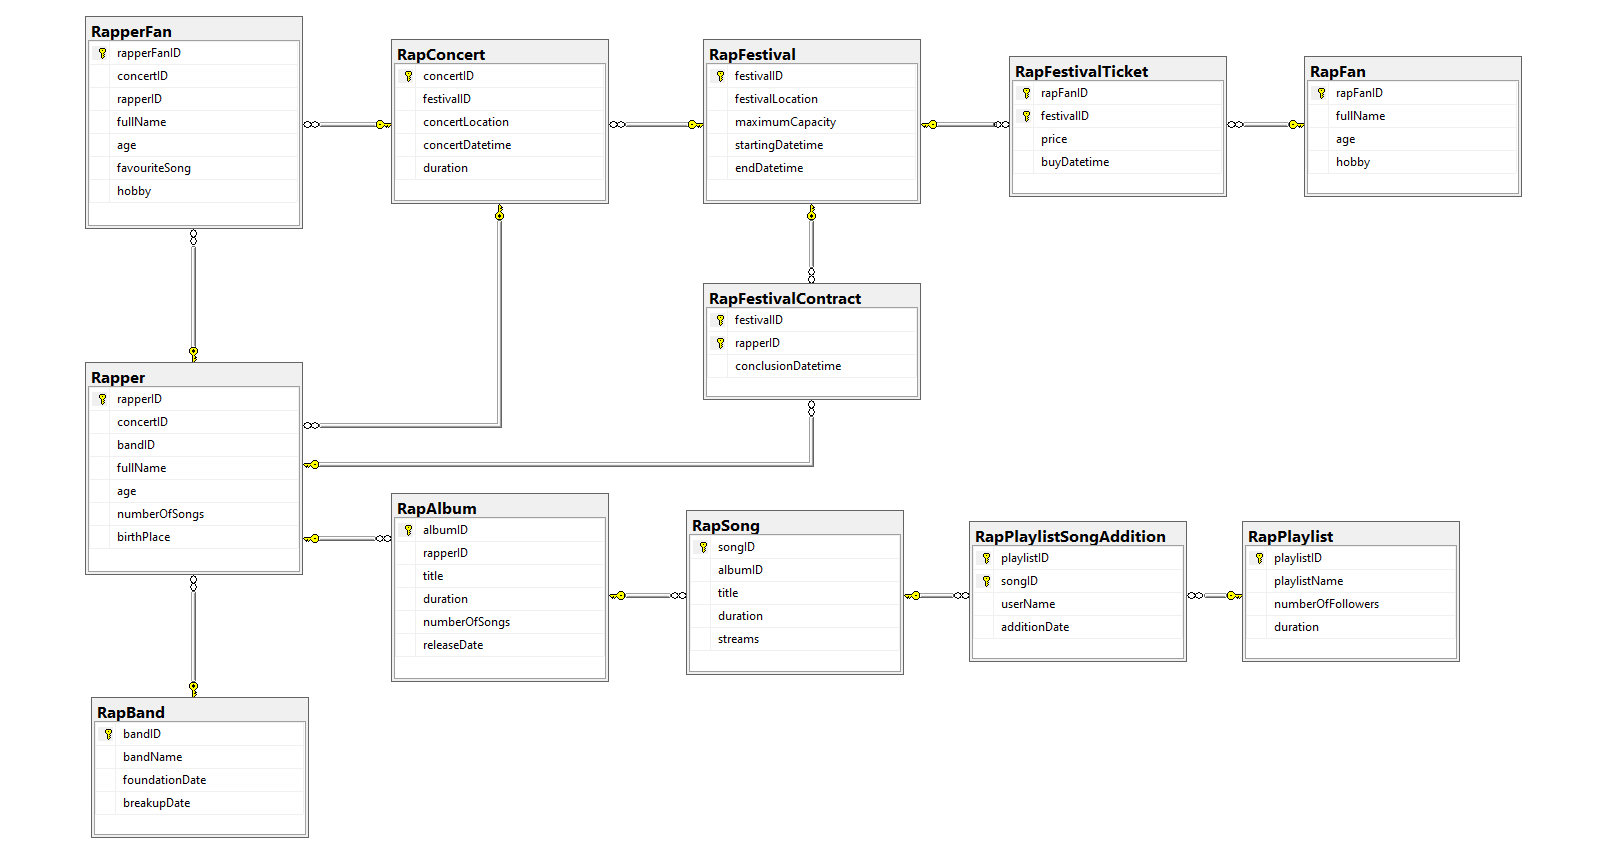 RapperFan
rapperFanID
concertID
rapperID
fullName
age
favouriteSong
hobby
RapConcert
concertID
festivalID
concertLocation
concertDatetime
duration
RapFestival
festivalID
festivalLocation
maximumCapacity
startingDatetime
endDatetime
RapFestivalTicket
rapFanID
festivalID
price
buyDatetime
RapFan
rapFanID
fullName
age
hobby
RapFestivalContract
festivalID
rapperID
conclusionDatetime
Rapper
rapperID
concertID
bandID
fullName
age
numberOfSongs
birthPlace
RapAlbum
albumID
rapperID
title
duration
numberOfSongs
releaseDate
RapSong
songID
albumID
title
duration
streams
RapPlaylistSongAddition
playlistID
songID
userName
additionDate
RapPlaylist
playlistID
playlistName
numberOfFollowers
duration
RapBand
bandID
bandName
foundationDate
breakupDate